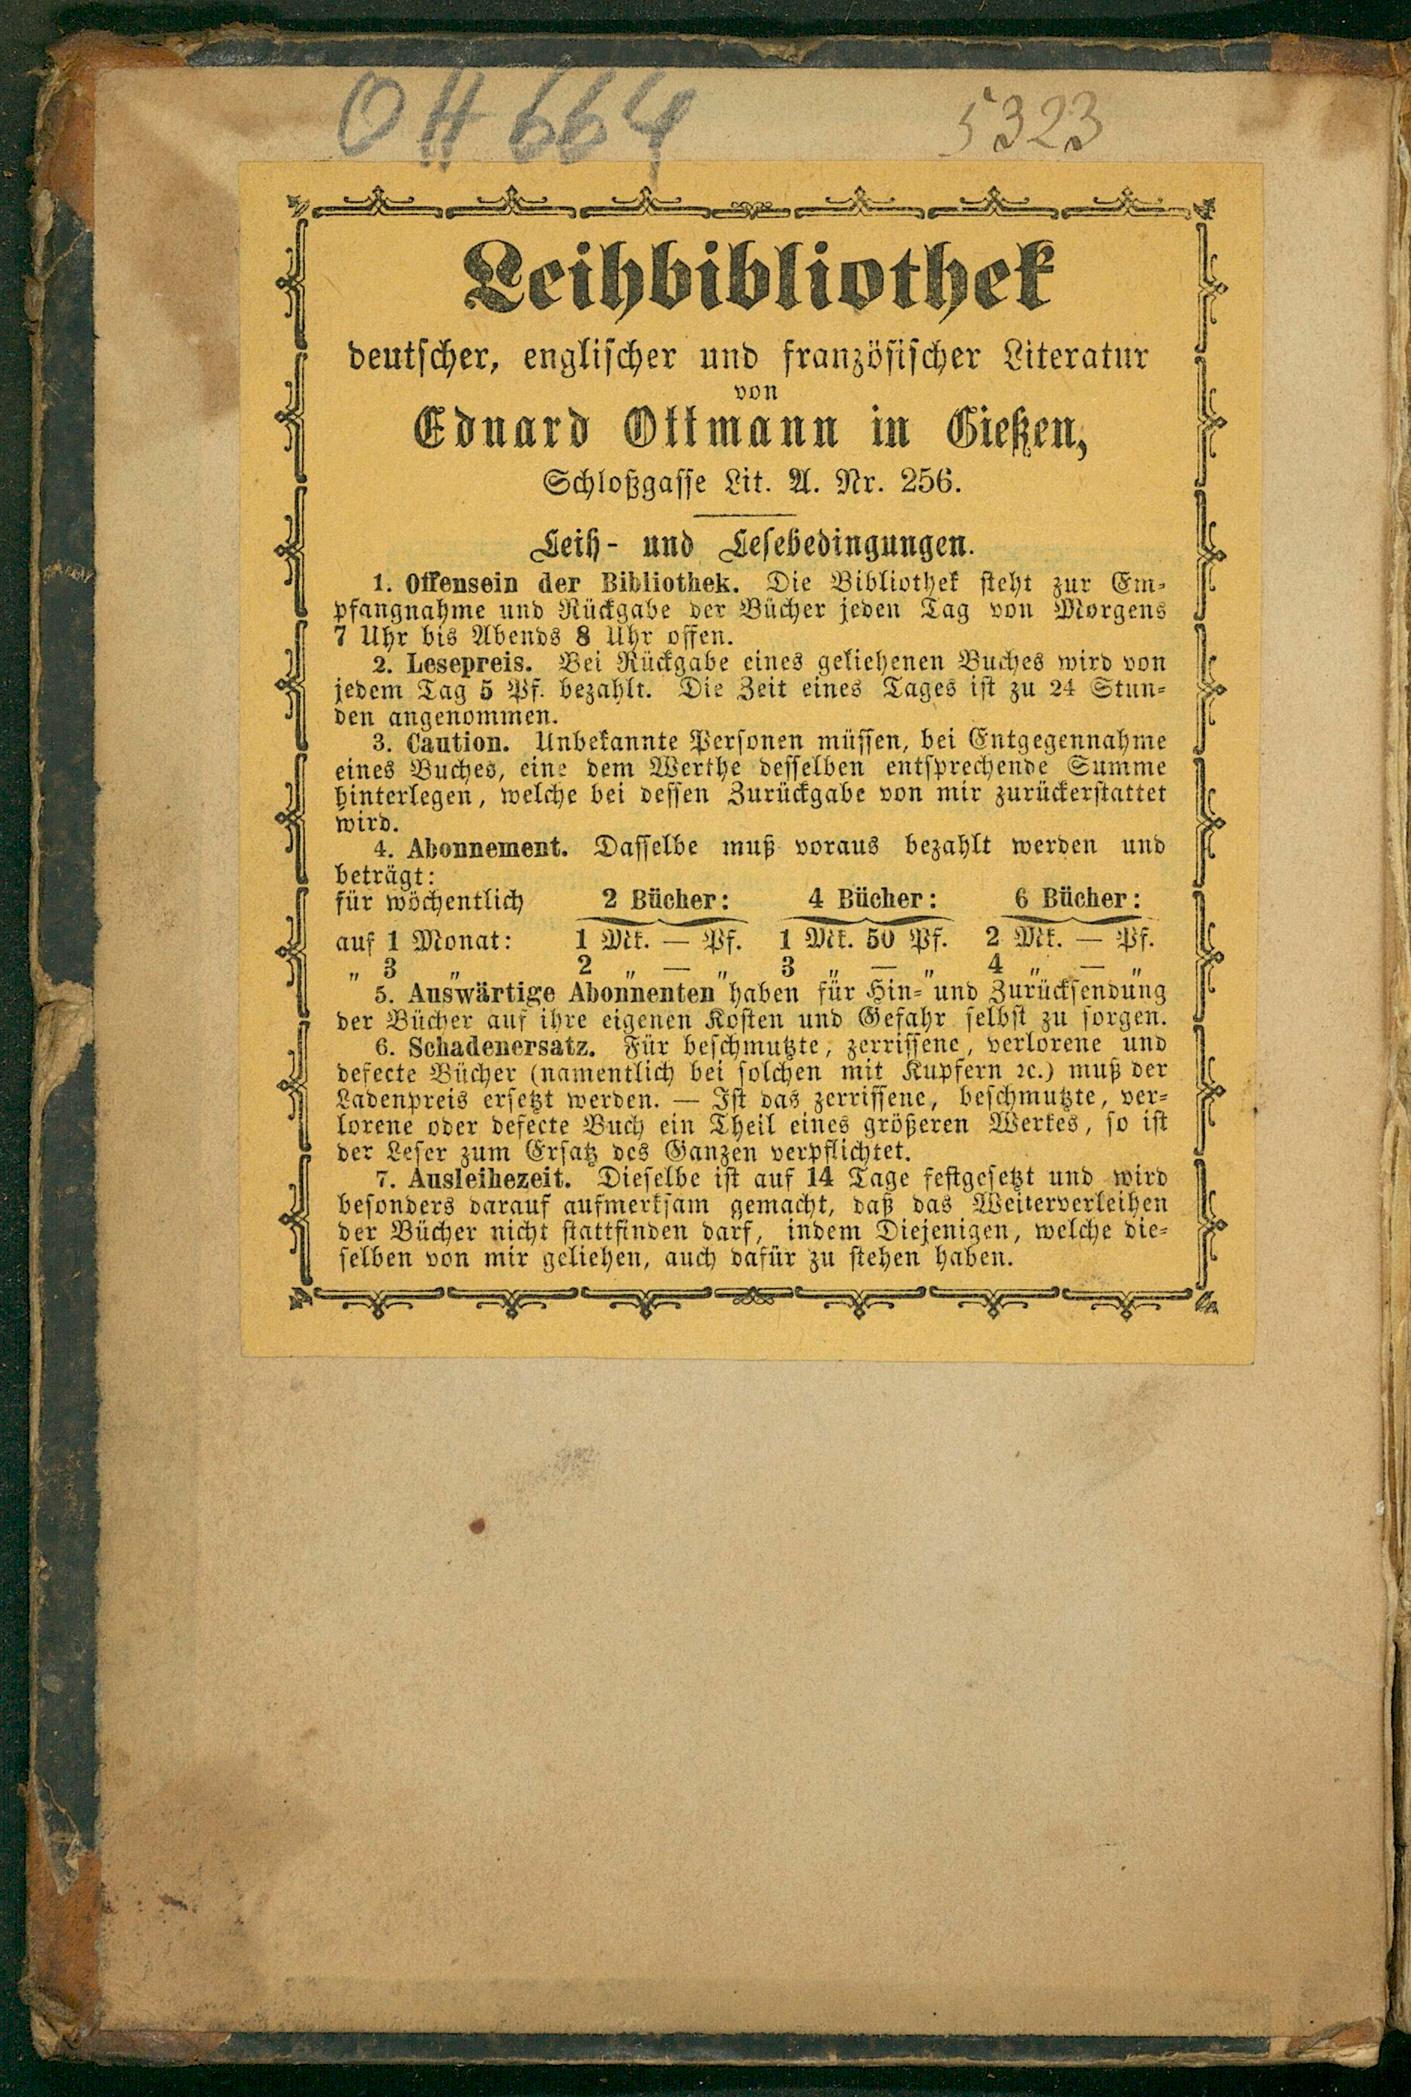 OH 664 5323
Leihbibliothek
deutscher, englischer und französischer Literatur
von
Eduard Ottmann in Gießen,
Schloßgasse Lit. A. Nr. 256.
Leih- und Lesebedingungen.
1. Offensein der Bibliothek. Die Bibliothek steht zur Em-
pfangnahme und Rückgabe der Bücher jeden Tag von Morgens
7 Uhr bis Abends 8 Uhr offen.
2. Lesepreis. Bei Rückgabe eines geliehenen Buches wird von
jedem Tag 5 Pf. bezahlt. Die Zeit eines Tages ist zu 24 Stun-
den angenommen.
3. Caution. Unbekannte Personen müssen, bei Entgegennahme
eines Buches, eine dem Werthe desselben entsprechende Summe
hinterlegen, welche bei dessen Zurückgabe von mir zurückerstattet
wird.
4. Abonnement. Dasselbe muß voraus bezahlt werden und
beträgt:
für wöchentlich 2 Bücher: 4 Bücher: 6 Bücher:
auf 1 Monat: 1 Mk. — Pf. 1 Mk. 50 Pf. 2 Mk. — Pf.
„ 3 „ 2 „ — „ 3 „ — „ 4 „ — „
5. Auswärtige Abonnenten haben für Hin- und Zurücksendung
der Bücher auf ihre eigenen Kosten und Gefahr selbst zu sorgen.
6. Schadenersatz. Für beschmutzte, zerrissene, verlorene und
defecte Bücher (namentlich bei solchen mit Kupfern ꝛc.) muß der
Ladenpreis ersetzt werden. — Ist das zerrissene, beschmutzte, ver-
lorene oder defecte Buch ein Theil eines größeren Werkes, so ist
der Leser zum Ersatz des Ganzen verpflichtet.
7. Ausleihezeit. Dieselbe ist auf 14 Tage festgesetzt und wird
besonders darauf aufmerksam gemacht, daß das Weiterverleihen
der Bücher nicht stattfinden darf, indem Diejenigen, welche die-
selben von mir geliehen, auch dafür zu stehen haben.